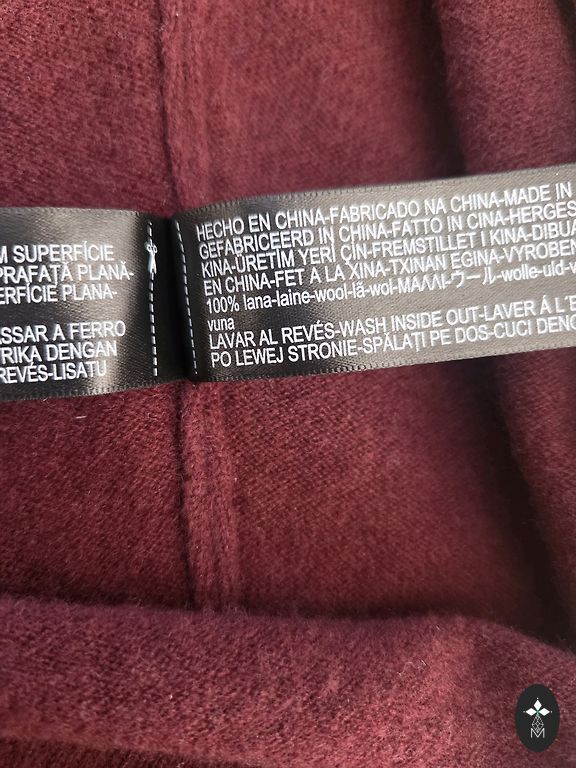 M SUPERFÍCIE
PRAFAȚĂ PLANĂ-
ERFÍCIE PLANA-
ASSAR A FERRO
RIKA DENGAN
REVÉS-LISATU
HECHO EN CHINA-FABRICADO NA CHINA-MADE IN
GEFABRICEERD IN CHINA-FATTO IN CINA-HERGES
KINA-ÜRETİM YERİ ÇİN-FREMSTILLET I KINA-DIBUA
EN CHINA-FET A LA XINA-TXINAN EGINA-VYROBEN
100% lana-laine-wool-lã-wol-ΜΑΛΛΙ-ウール-wolle-uld-
vuna
LAVAR AL REVÉS-WASH INSIDE OUT-LAVER À L'E
PO LEWEJ STRONIE-SPĂLAȚI PE DOS-CUCI DENG
M